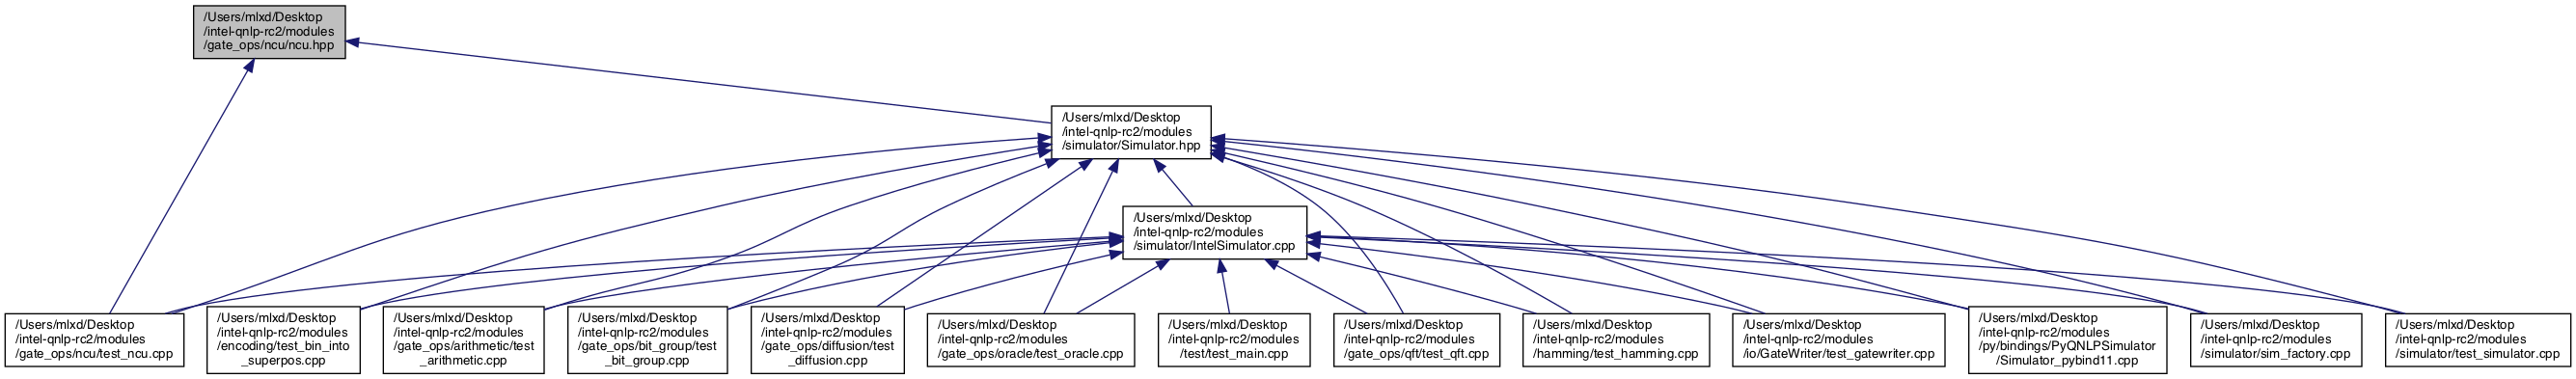 /Users/mlxd/Desktop
/intel-qnlp-rc2/modules
/gate_ops/ncu/ncu.hpp
/Users/mlxd/Desktop
/intel-qnlp-rc2/modules
/simulator/Simulator.hpp
/Users/mlxd/Desktop
/intel-qnlp-rc2/modules
/simulator/IntelSimulator.cpp
/Users/mlxd/Desktop
/intel-qnlp-rc2/modules
/gate_ops/ncu/test_ncu.cpp
/Users/mlxd/Desktop
/intel-qnlp-rc2/modules
/encoding/test_bin_into
_superpos.cpp
/Users/mlxd/Desktop
/intel-qnlp-rc2/modules
/gate_ops/arithmetic/test
_arithmetic.cpp
/Users/mlxd/Desktop
/intel-qnlp-rc2/modules
/gate_ops/bit_group/test
_bit_group.cpp
/Users/mlxd/Desktop
/intel-qnlp-rc2/modules
/gate_ops/diffusion/test
_diffusion.cpp
/Users/mlxd/Desktop
/intel-qnlp-rc2/modules
/gate_ops/oracle/test_oracle.cpp
/Users/mlxd/Desktop
/intel-qnlp-rc2/modules
/test/test_main.cpp
/Users/mlxd/Desktop
/intel-qnlp-rc2/modules
/gate_ops/qft/test_qft.cpp
/Users/mlxd/Desktop
/intel-qnlp-rc2/modules
/hamming/test_hamming.cpp
/Users/mlxd/Desktop
/intel-qnlp-rc2/modules
/io/GateWriter/test_gatewriter.cpp
/Users/mlxd/Desktop
/intel-qnlp-rc2/modules
/py/bindings/PyQNLPSimulator
/Simulator_pybind11.cpp
/Users/mlxd/Desktop
/intel-qnlp-rc2/modules
/simulator/sim_factory.cpp
/Users/mlxd/Desktop
/intel-qnlp-rc2/modules
/simulator/test_simulator.cpp